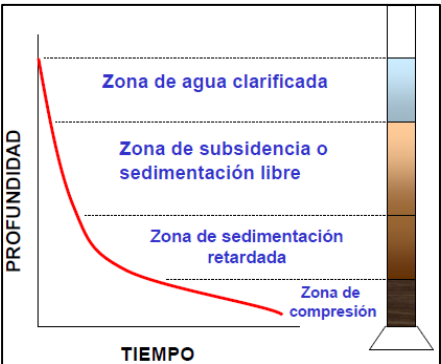 Zona de agua clarificada
Zona de subsidencia o
sedimentación libre
Zona de sedimentación
retardada
Zona de
compresión
PROFUNDIDAD
TIEMPO